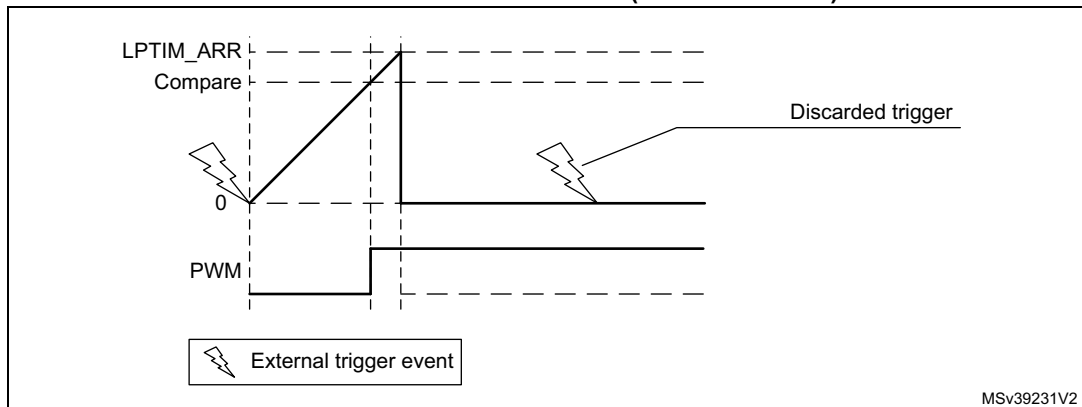 LPTIM_ARR
Compare
Discarded trigger
0
PWM
External trigger event
MSv39231V2